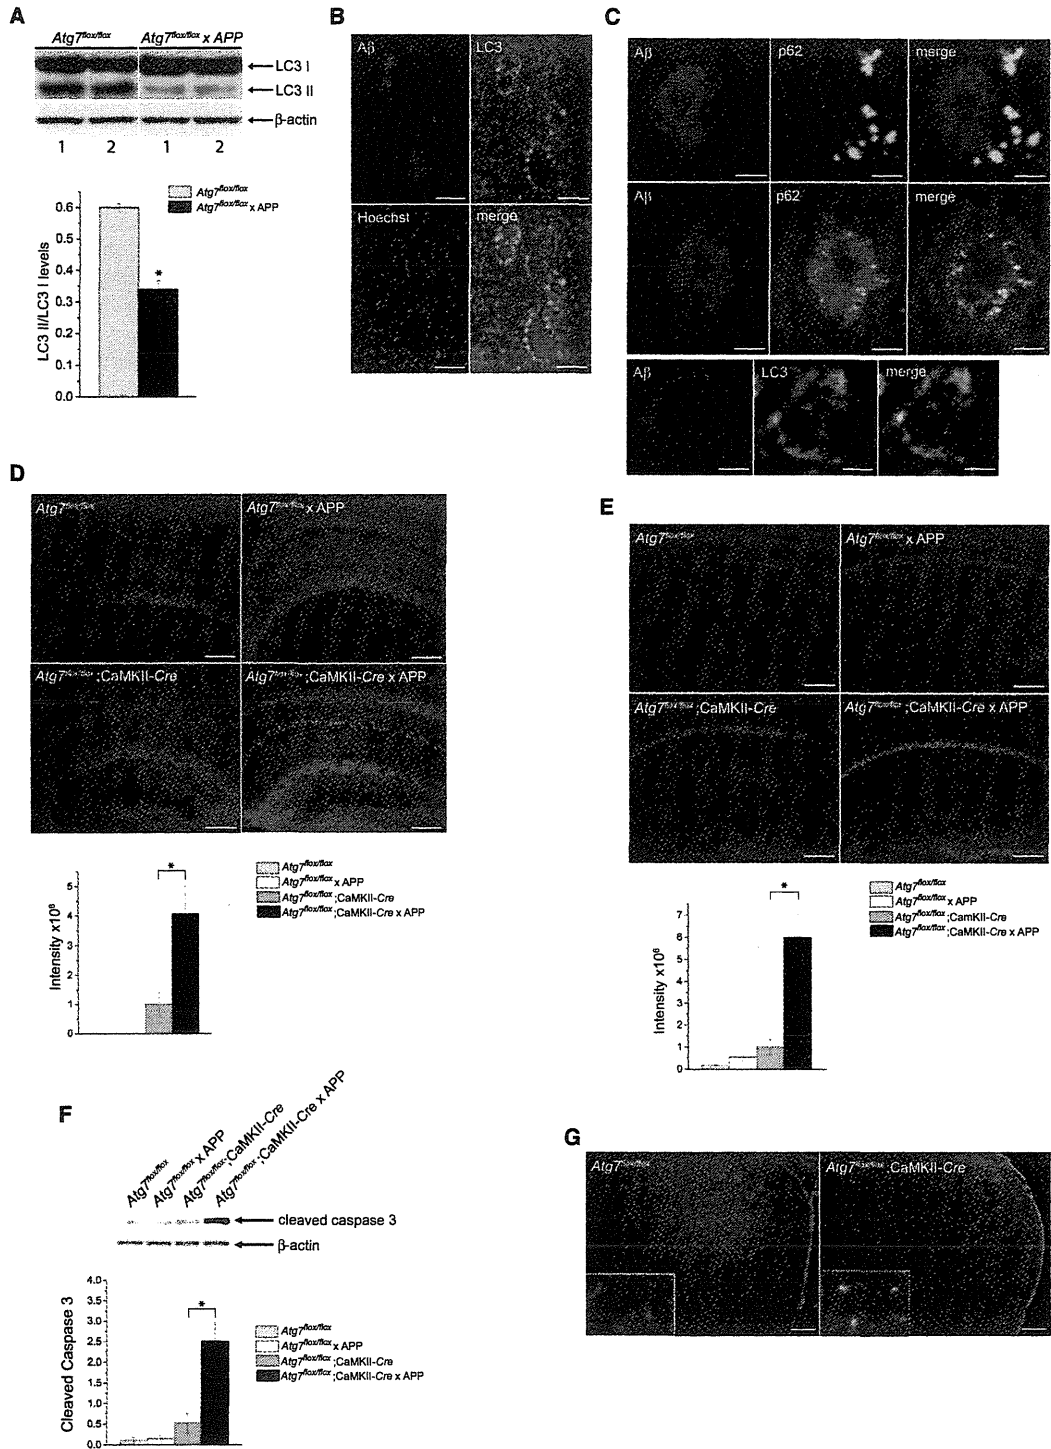 A
Atg7flox/flox
Atg7flox/flox x APP
LC3 I
LC3 II
β-actin
1 2 1 2
Atg7flox/flox
Atg7flox/flox x APP
LC3 II/LC3 I levels
0.6
0.5
0.4
0.3
0.2
0.1
0.0
*
B
Aβ
LC3
Hoechst
merge
C
Aβ
p62
merge
Aβ
p62
merge
Aβ
LC3
merge
D
Atg7flox/flox
Atg7flox/flox x APP
Atg7flox/flox ;CaMKII-Cre
Atg7flox/flox ;CaMKII-Cre x APP
Intensity x10⁶
5
4
3
2
1
0
*
Atg7flox/flox
Atg7flox/flox x APP
Atg7flox/flox ;CaMKII-Cre
Atg7flox/flox ;CaMKII-Cre x APP
E
Atg7flox/flox
Atg7flox/flox x APP
Atg7flox/flox ;CaMKII-Cre
Atg7flox/flox ;CaMKII-Cre x APP
Intensity x10⁶
7
6
5
4
3
2
1
0
*
Atg7flox/flox
Atg7flox/flox x APP
Atg7flox/flox ;CamKII-Cre
Atg7flox/flox ;CaMKII-Cre x APP
F
Atg7flox/flox
Atg7flox/flox x APP
Atg7flox/flox;CaMKII-Cre
Atg7flox/flox;CaMKII-Cre x APP
cleaved caspase 3
β-actin
Cleaved Caspase 3
4.0
3.5
3.0
2.5
2.0
1.5
1.0
0.5
0.0
*
Atg7flox/flox
Atg7flox/flox x APP
Atg7flox/flox ;CaMKII-Cre
Atg7flox/flox ;CaMKII-Cre x APP
G
Atg7flox/flox
Atg7flox/flox ;CaMKII-Cre